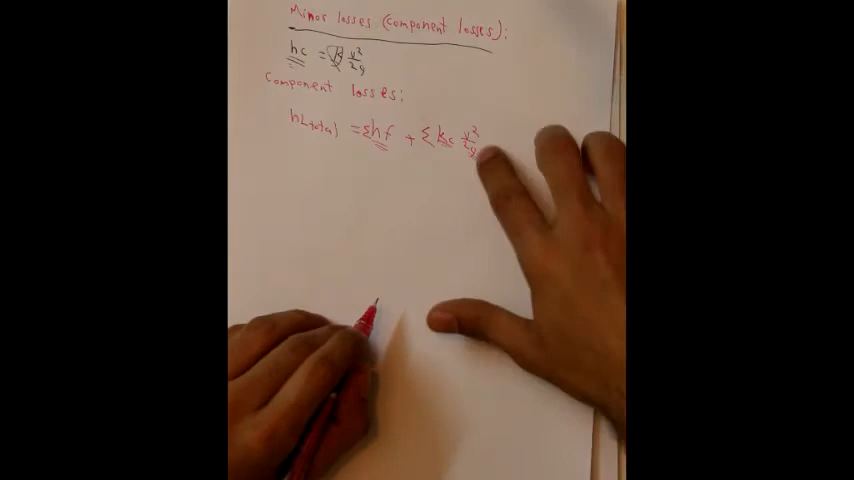 Minor losses (component losses):
hc = K v²/2g
Component losses:
hLtotal = Σhf + Σkc v²/2g